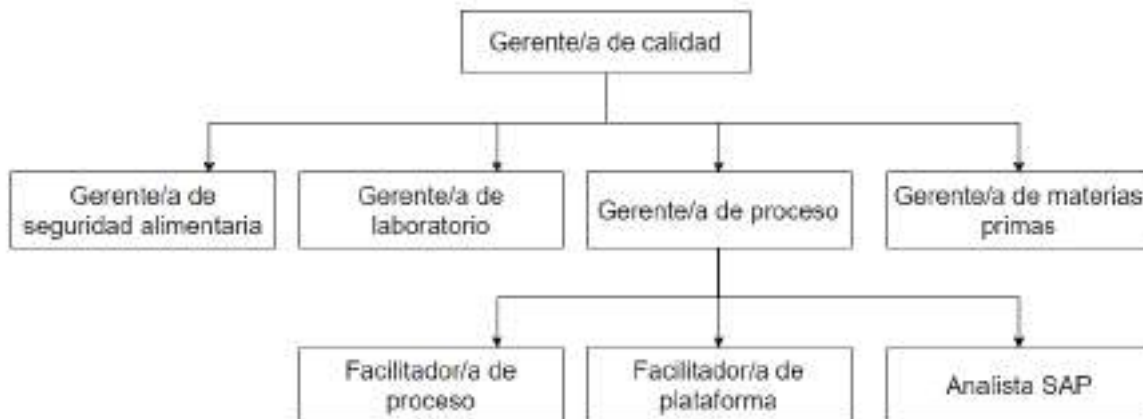 Gerente/a de calidad
Gerente/a de
seguridad alimentaria
Gerente/a de
laboratorio
Gerente/a de proceso
Gerente/a de materias
primas
Facilitador/a de
proceso
Facilitador/a de
plataforma
Analista SAP